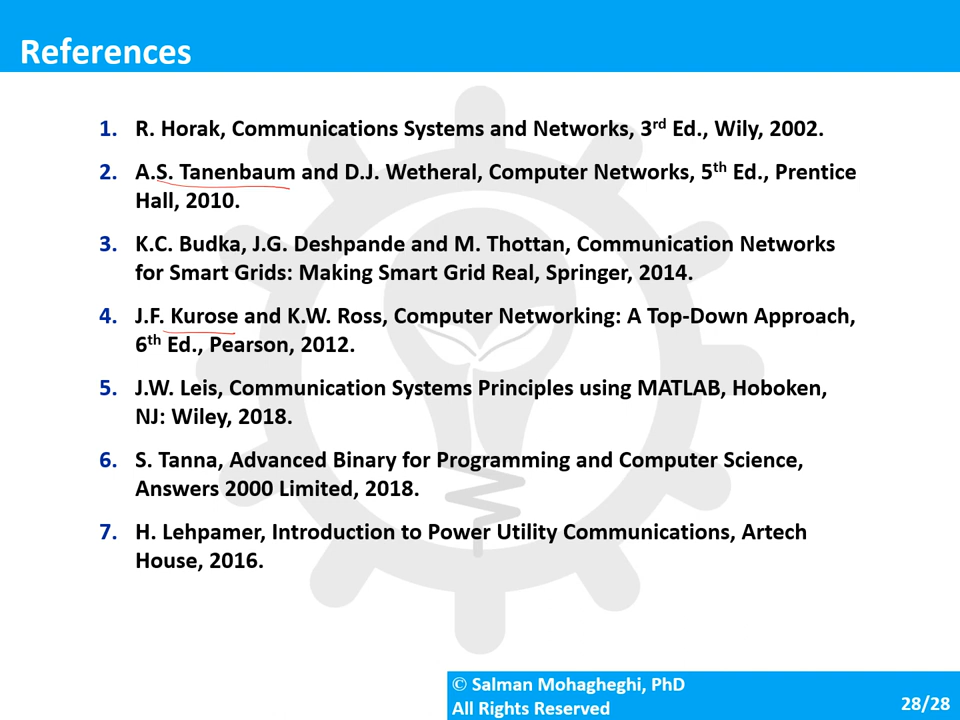 References
1. R. Horak, Communications Systems and Networks, 3rd Ed., Wily, 2002.
2. A.S. Tanenbaum and D.J. Wetheral, Computer Networks, 5th Ed., Prentice
Hall, 2010.
3. K.C. Budka, J.G. Deshpande and M. Thottan, Communication Networks
for Smart Grids: Making Smart Grid Real, Springer, 2014.
4. J.F. Kurose and K.W. Ross, Computer Networking: A Top-Down Approach,
6th Ed., Pearson, 2012.
5. J.W. Leis, Communication Systems Principles using MATLAB, Hoboken,
NJ: Wiley, 2018.
6. S. Tanna, Advanced Binary for Programming and Computer Science,
Answers 2000 Limited, 2018.
7. H. Lehpamer, Introduction to Power Utility Communications, Artech
House, 2016.
© Salman Mohagheghi, PhD
All Rights Reserved
28/28